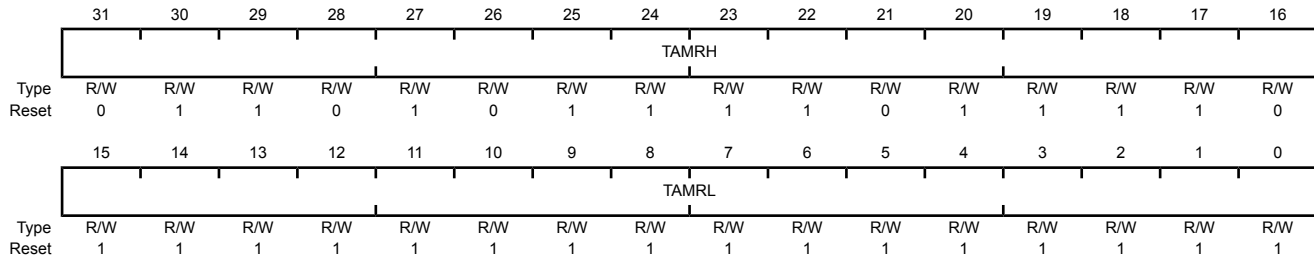 31 30 29 28 27 26 25 24 23 22 21 20 19 18 17 16
TAMRH
Type R/W R/W R/W R/W R/W R/W R/W R/W R/W R/W R/W R/W R/W R/W R/W R/W
Reset 0 1 1 0 1 0 1 1 1 1 0 1 1 1 1 0
15 14 13 12 11 10 9 8 7 6 5 4 3 2 1 0
TAMRL
Type R/W R/W R/W R/W R/W R/W R/W R/W R/W R/W R/W R/W R/W R/W R/W R/W
Reset 1 1 1 1 1 1 1 1 1 1 1 1 1 1 1 1